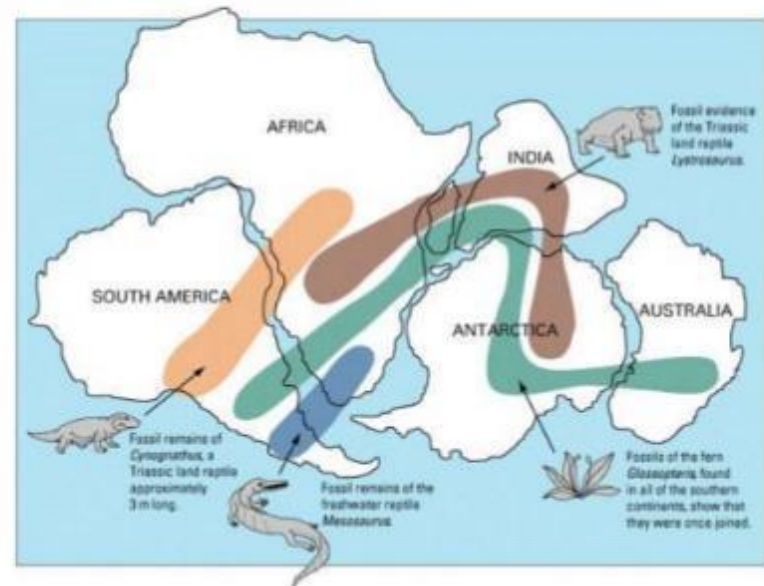 AFRICA
Fossil evidence
of the Triassic
land reptile
Lystrosaurus.
INDIA
SOUTH AMERICA
ANTARCTICA
AUSTRALIA
Fossil remains of
Cynognathus, a
Triassic land reptile
approximately
3 m long.
Fossil remains of the
freshwater reptile
Mesosaurus.
Fossils of the fern
Glossopteris, found
in all of the southern
continents, show that
they were once joined.